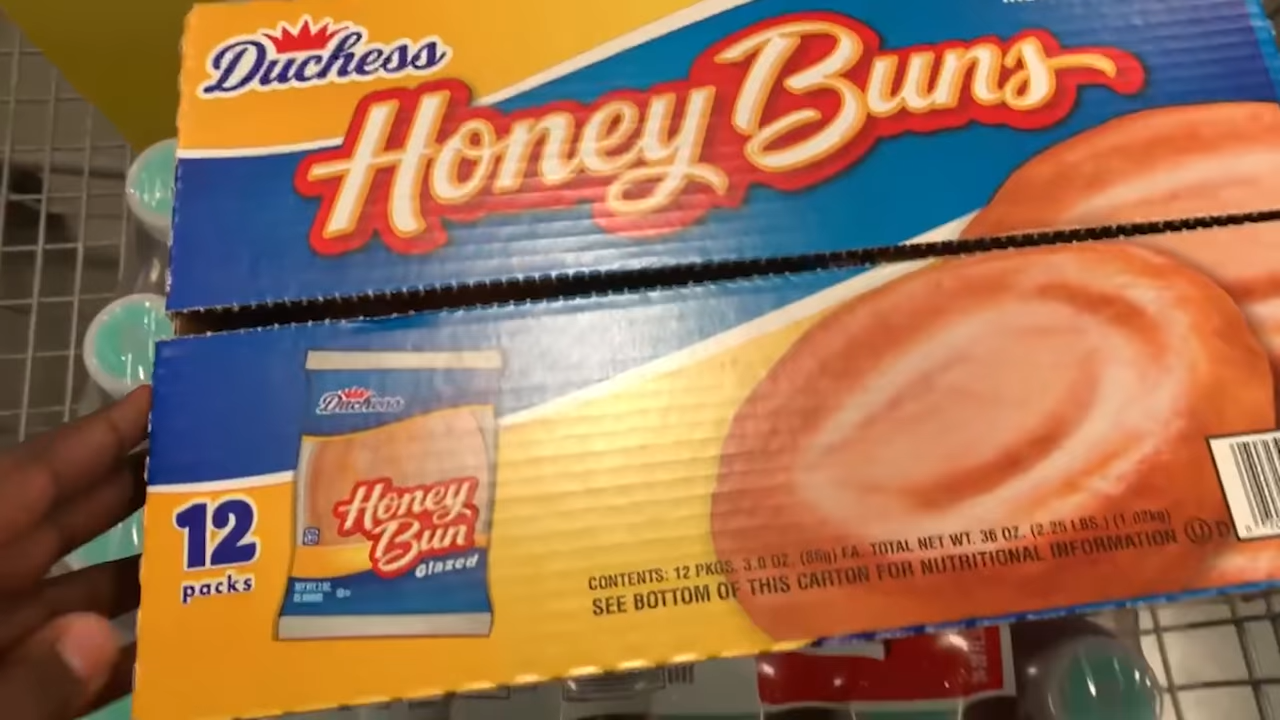 Duchess
Honey Buns
Duchess
Honey
Bun
Glazed
12
packs
CONTENTS: 12 PKGS. 3.0 OZ. (86g) EA. TOTAL NET WT. 36 OZ. (2.25 LBS.) (1.02kg)
SEE BOTTOM OF THIS CARTON FOR NUTRITIONAL INFORMATION U D